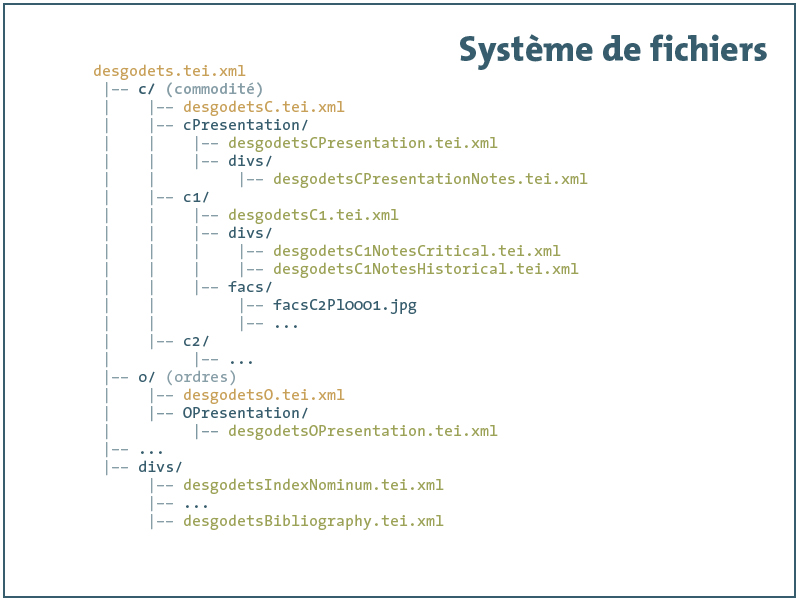 Système de fichiers
desgodets.tei.xml
|-- c/ (commodité)
|    |-- desgodetsC.tei.xml
|    |-- cPresentation/
|    |    |-- desgodetsCPresentation.tei.xml
|    |    |-- divs/
|    |         |-- desgodetsCPresentationNotes.tei.xml
|    |-- c1/
|    |    |-- desgodetsC1.tei.xml
|    |    |-- divs/
|    |    |    |-- desgodetsC1NotesCritical.tei.xml
|    |    |    |-- desgodetsC1NotesHistorical.tei.xml
|    |    |-- facs/
|    |         |-- facsC2Pl0001.jpg
|    |         |-- ...
|    |-- c2/
|         |-- ...
|-- o/ (ordres)
|    |-- desgodetsO.tei.xml
|    |-- OPresentation/
|         |-- desgodetsOPresentation.tei.xml
|-- ...
|-- divs/
     |-- desgodetsIndexNominum.tei.xml
     |-- ...
     |-- desgodetsBibliography.tei.xml